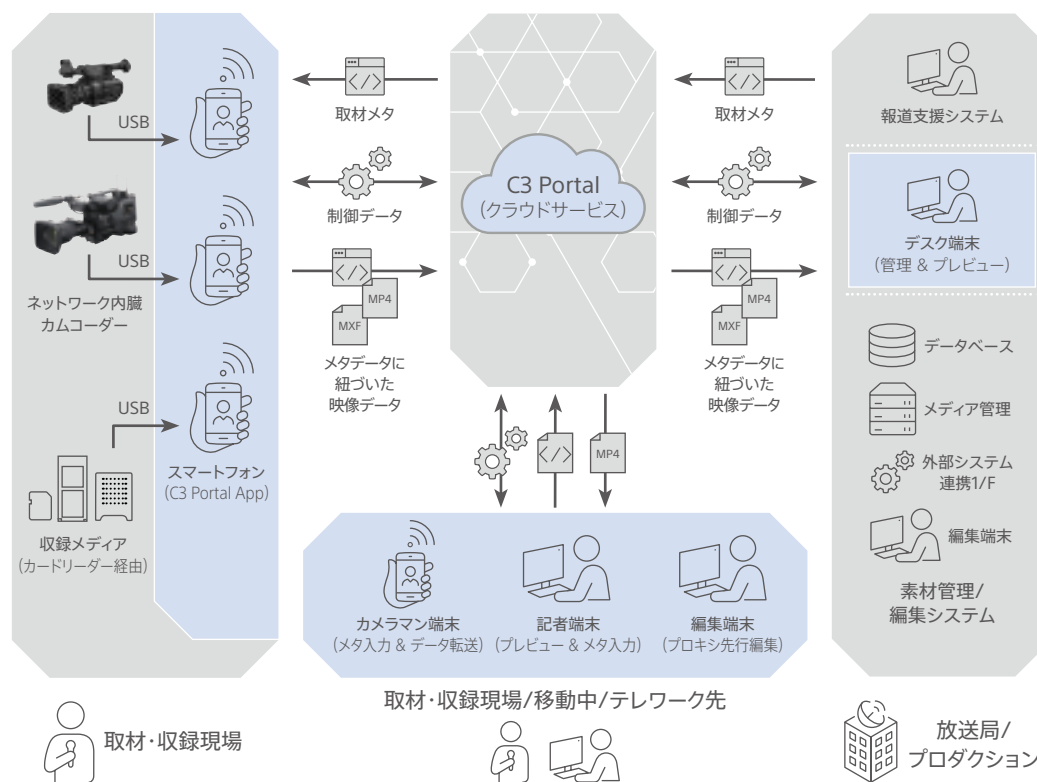 USB
USB
ネットワーク内臓
カムコーダー
USB
スマートフォン
(C3 Portal App)
収録メディア
(カードリーダー経由)
取材・収録現場
</>
取材メタ
制御データ
</>
MP4
MXF
メタデータに
紐づいた
映像データ
C3 Portal
(クラウドサービス)
</>
取材メタ
制御データ
</>
MP4
MXF
メタデータに
紐づいた
映像データ
</>
MP4
カメラマン端末
(メタ入力 & データ転送)
記者端末
(プレビュー & メタ入力)
編集端末
(プロキシ先行編集)
取材・収録現場/移動中/テレワーク先
報道支援システム
デスク端末
(管理 & プレビュー)
データベース
メディア管理
外部システム
連携1/F
編集端末
素材管理/
編集システム
放送局/
プロダクション